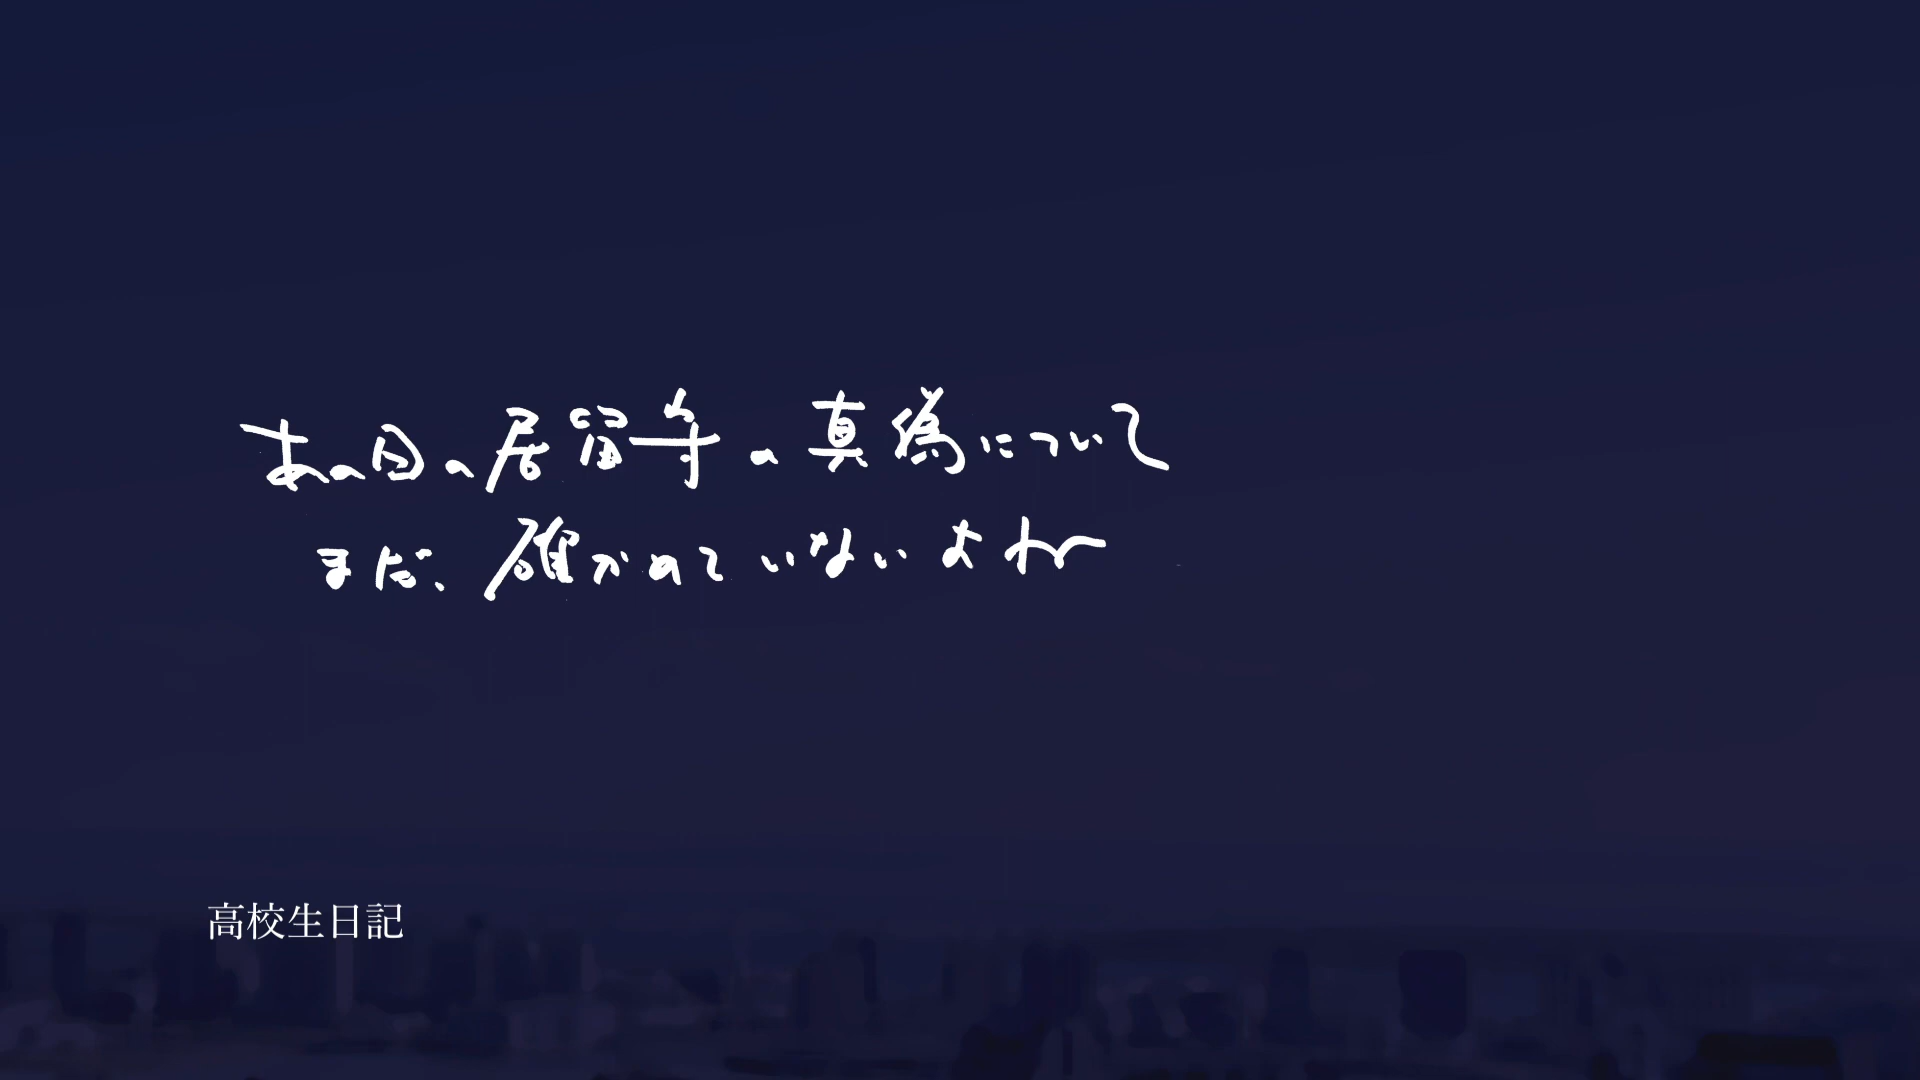 あの日の居留守の真偽について
まだ、確かめていないよね
高校生日記